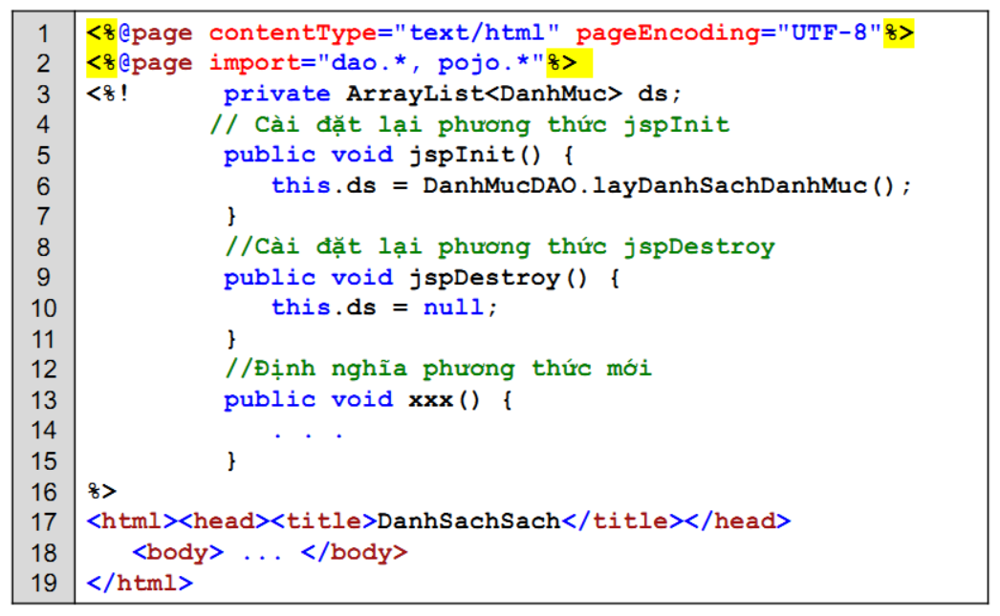 1 <%@page contentType="text/html" pageEncoding="UTF-8"%>
2 <%@page import="dao.*, pojo.*"%>
3 <%! private ArrayList<DanhMuc> ds;
4 // Cài đặt lại phương thức jspInit
5 public void jspInit() {
6 this.ds = DanhMucDAO.layDanhSachDanhMuc();
7 }
8 //Cài đặt lại phương thức jspDestroy
9 public void jspDestroy() {
10 this.ds = null;
11 }
12 //Định nghĩa phương thức mới
13 public void xxx() {
14 . . .
15 }
16 %>
17 <html><head><title>DanhSachSach</title></head>
18 <body> ... </body>
19 </html>